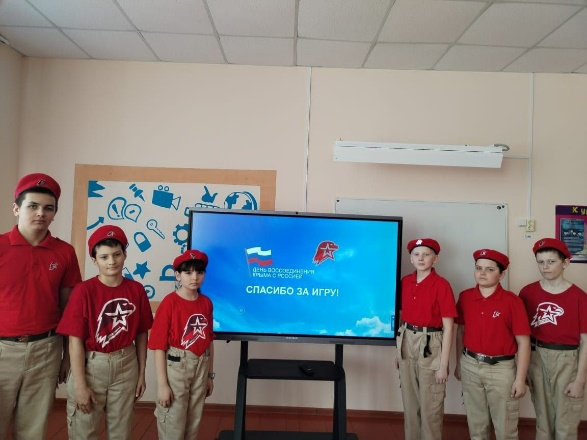 ДЕНЬ ВОССОЕДИНЕНИЯ
КРЫМА С РОССИЕЙ
СПАСИБО ЗА ИГРУ!